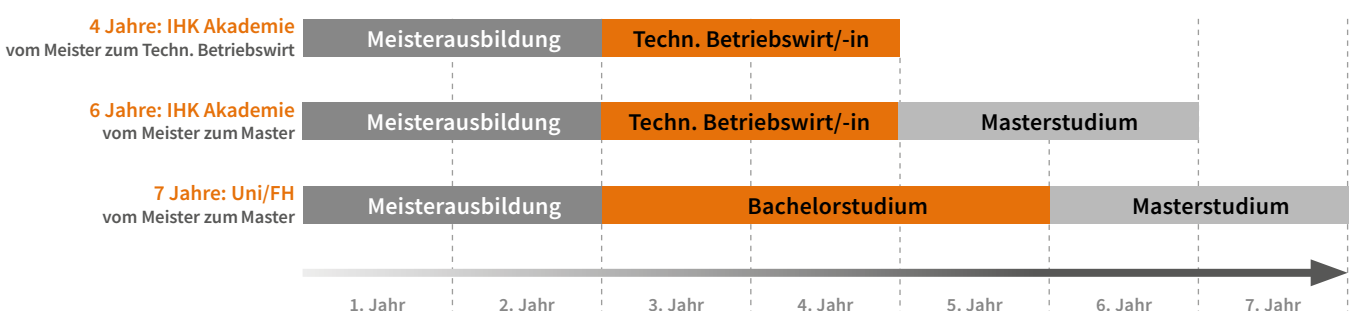 4 Jahre: IHK Akademie
vom Meister zum Techn. Betriebswirt
Meisterausbildung
Techn. Betriebswirt/-in
6 Jahre: IHK Akademie
vom Meister zum Master
Meisterausbildung
Techn. Betriebswirt/-in
Masterstudium
7 Jahre: Uni/FH
vom Meister zum Master
Meisterausbildung
Bachelorstudium
Masterstudium
1. Jahr
2. Jahr
3. Jahr
4. Jahr
5. Jahr
6. Jahr
7. Jahr